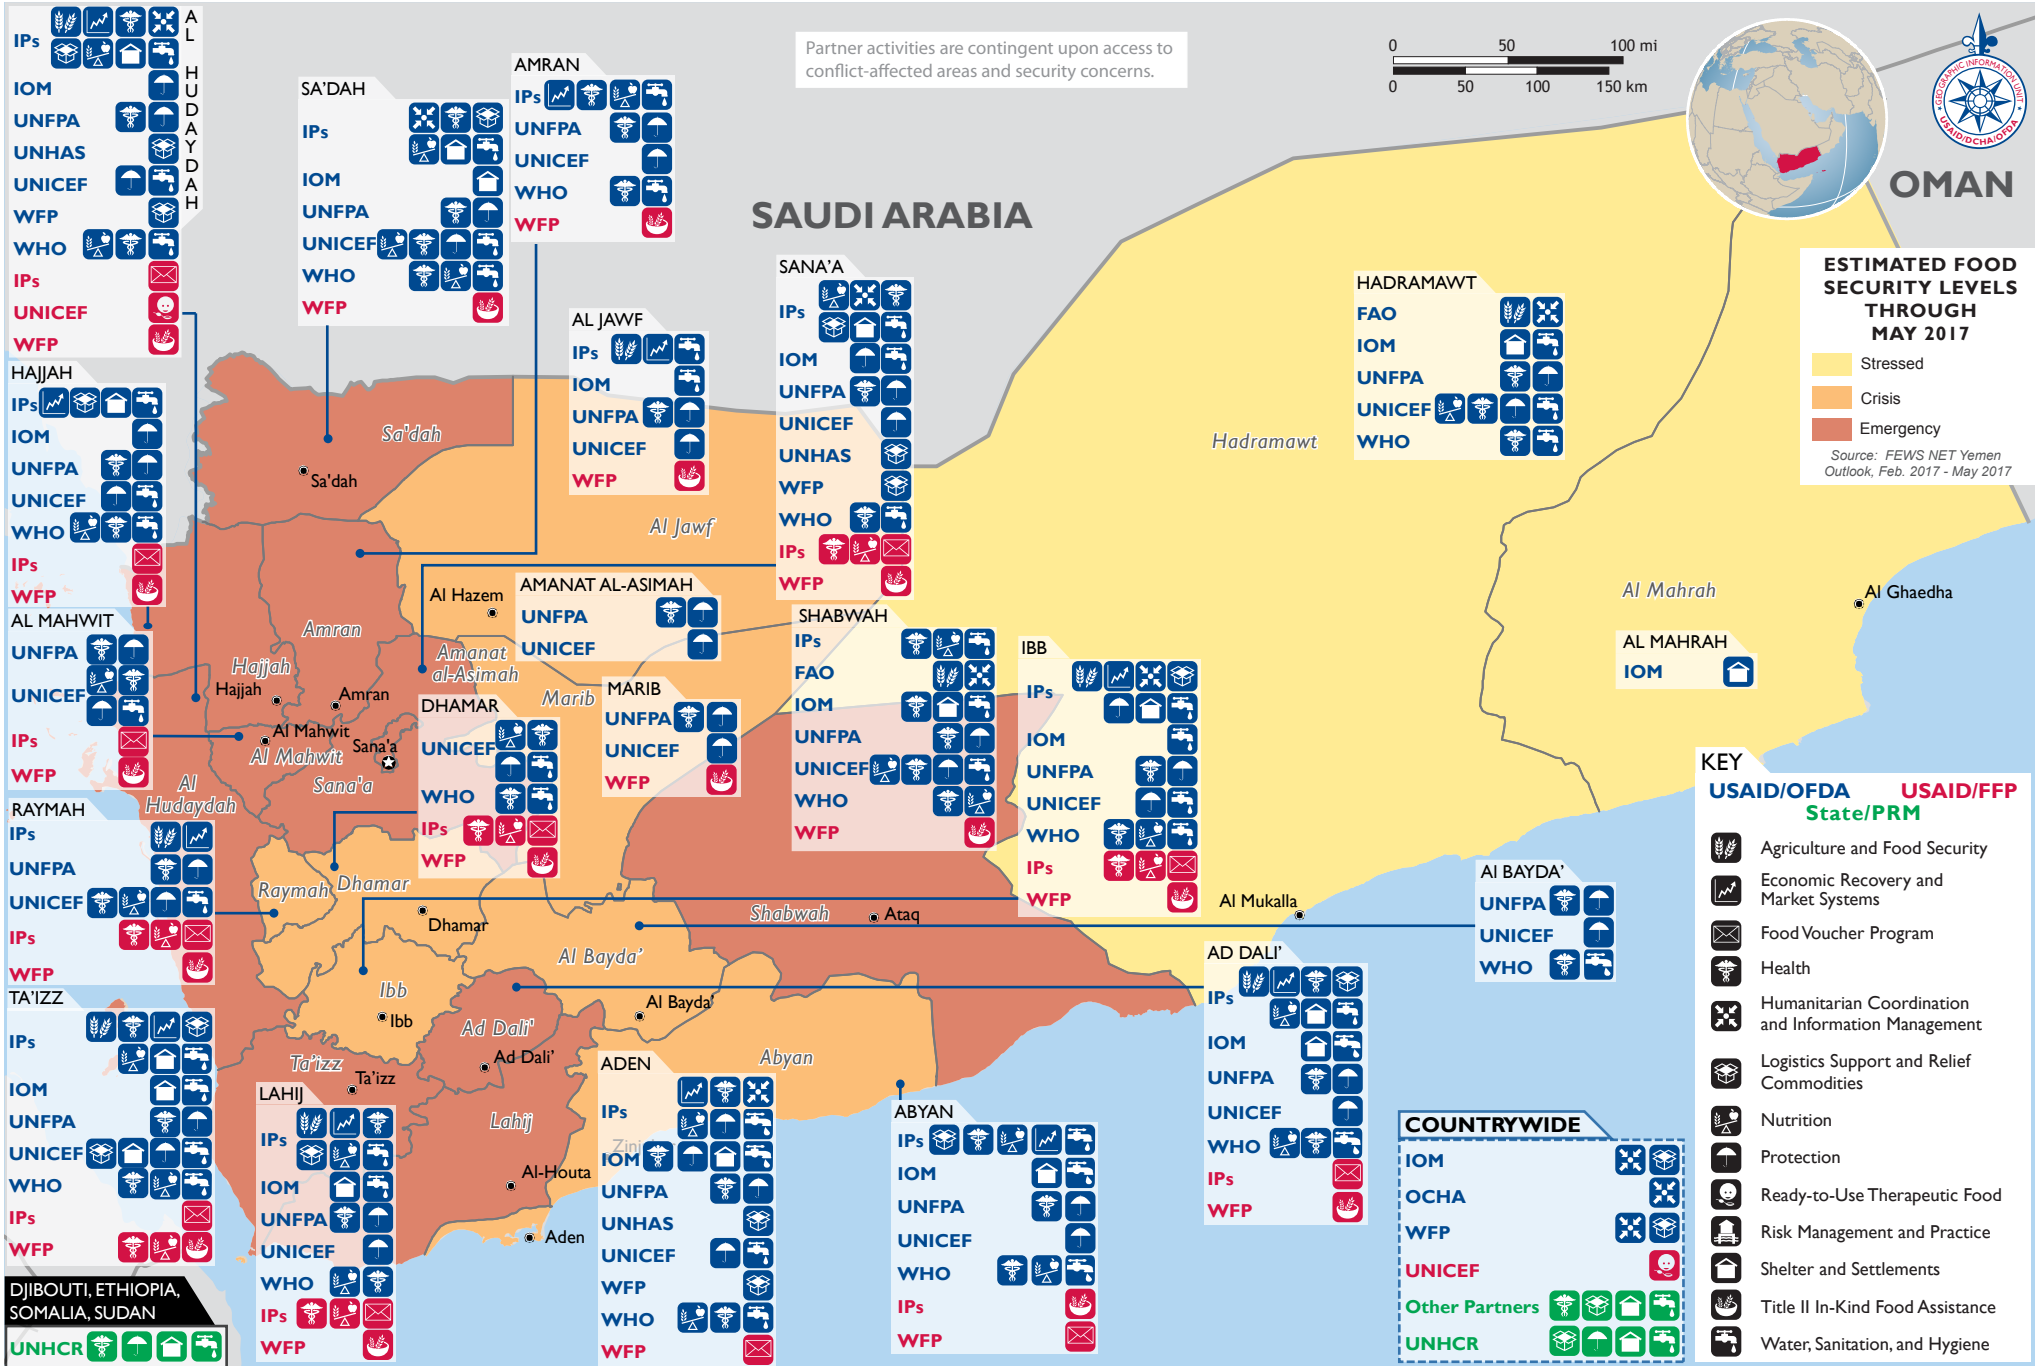 AL HUDAYDAH
IPs
IOM
UNFPA
UNHAS
UNICEF
WFP
WHO
IPs
UNICEF
WFP
HAJJAH
IPs
IOM
UNFPA
UNICEF
WHO
IPs
WFP
AL MAHWIT
UNFPA
UNICEF
IPs
WFP
RAYMAH
IPs
UNFPA
UNICEF
IPs
WFP
TA'IZZ
IPs
IOM
UNFPA
UNICEF
WHO
IPs
WFP
DJIBOUTI, ETHIOPIA,
SOMALIA, SUDAN
UNHCR
SA'DAH
IPs
IOM
UNFPA
UNICEF
WHO
WFP
AMRAN
IPs
UNFPA
UNICEF
WHO
WFP
Partner activities are contingent upon access to
conflict-affected areas and security concerns.
0 50 100 mi
0 50 100 150 km
GEOGRAPHIC INFORMATION UNIT
USAID/DCHA/OFDA
SAUDI ARABIA
OMAN
AL JAWF
IPs
IOM
UNFPA
UNICEF
WFP
SANA'A
IPs
IOM
UNFPA
UNICEF
UNHAS
WFP
WHO
IPs
WFP
HADRAMAWT
FAO
IOM
UNFPA
UNICEF
WHO
ESTIMATED FOOD
SECURITY LEVELS
THROUGH
MAY 2017
Stressed
Crisis
Emergency
Source: FEWS NET Yemen
Outlook, Feb. 2017 - May 2017
AMANAT AL-ASIMAH
UNFPA
UNICEF
MARIB
UNFPA
UNICEF
WFP
DHAMAR
UNICEF
WHO
IPs
WFP
SHABWAH
IPs
FAO
IOM
UNFPA
UNICEF
WHO
WFP
IBB
IPs
IOM
UNFPA
UNICEF
WHO
IPs
WFP
AL MAHRAH
IOM
Al BAYDA'
UNFPA
UNICEF
WHO
AD DALI'
IPs
IOM
UNFPA
UNICEF
WHO
IPs
WFP
LAHIJ
IPs
IOM
UNFPA
UNICEF
WHO
IPs
WFP
ADEN
IPs
IOM
UNFPA
UNHAS
UNICEF
WFP
WHO
WFP
ABYAN
IPs
IOM
UNFPA
UNICEF
WHO
IPs
WFP
COUNTRYWIDE
IOM
OCHA
WFP
UNICEF
Other Partners
UNHCR
KEY
USAID/OFDA USAID/FFP
State/PRM
Agriculture and Food Security
Economic Recovery and
Market Systems
Food Voucher Program
Health
Humanitarian Coordination
and Information Management
Logistics Support and Relief
Commodities
Nutrition
Protection
Ready-to-Use Therapeutic Food
Risk Management and Practice
Shelter and Settlements
Title II In-Kind Food Assistance
Water, Sanitation, and Hygiene
Sa'dah
Sa'dah
Al Jawf
Hadramawt
Al Mahrah
Al Ghaedha
Al Hazem
Amran
Hajjah
Hajjah
Amran
Amanat
al-Asimah
Marib
Al Mahwit
Al Mahwit
Sana'a
Sana'a
Al
Hudaydah
Raymah
Dhamar
Dhamar
Shabwah
Ataq
Al Mukalla
Al Bayda'
Al Bayda'
Ibb
Ibb
Ad Dali'
Ad Dali'
Ta'izz
Ta'izz
Lahij
Abyan
Al-Houta
Aden